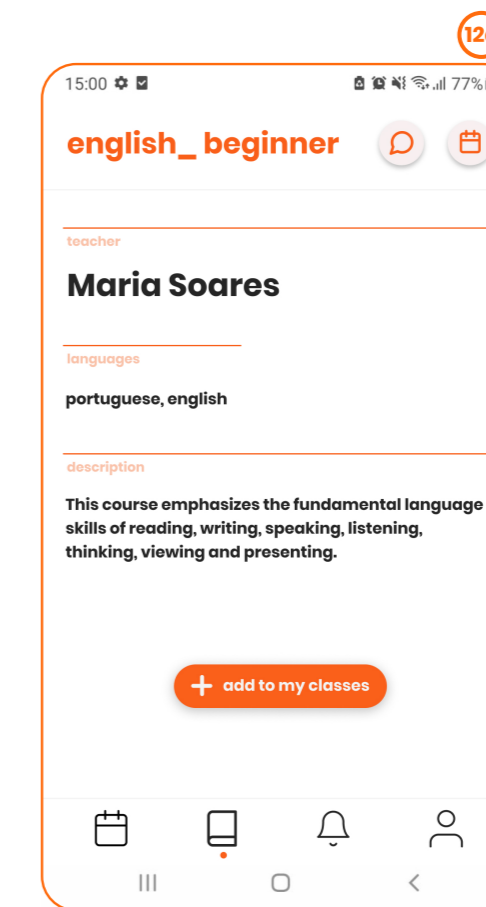 15:00 77%
english_ beginner
teacher
Maria Soares
languages
portuguese, english
description
This course emphasizes the fundamental language
skills of reading, writing, speaking, listening,
thinking, viewing and presenting.
add to my classes